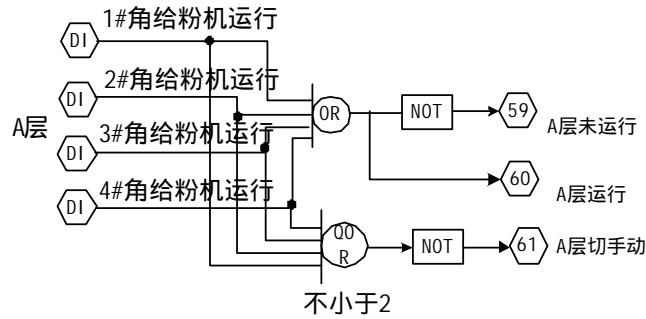 1#角给粉机运行
DI
2#角给粉机运行
DI
A层
3#角给粉机运行
DI
4#角给粉机运行
DI
OR
NOT
59
A层未运行
60
A层运行
QO
R
NOT
61
A层切手动
不小于2